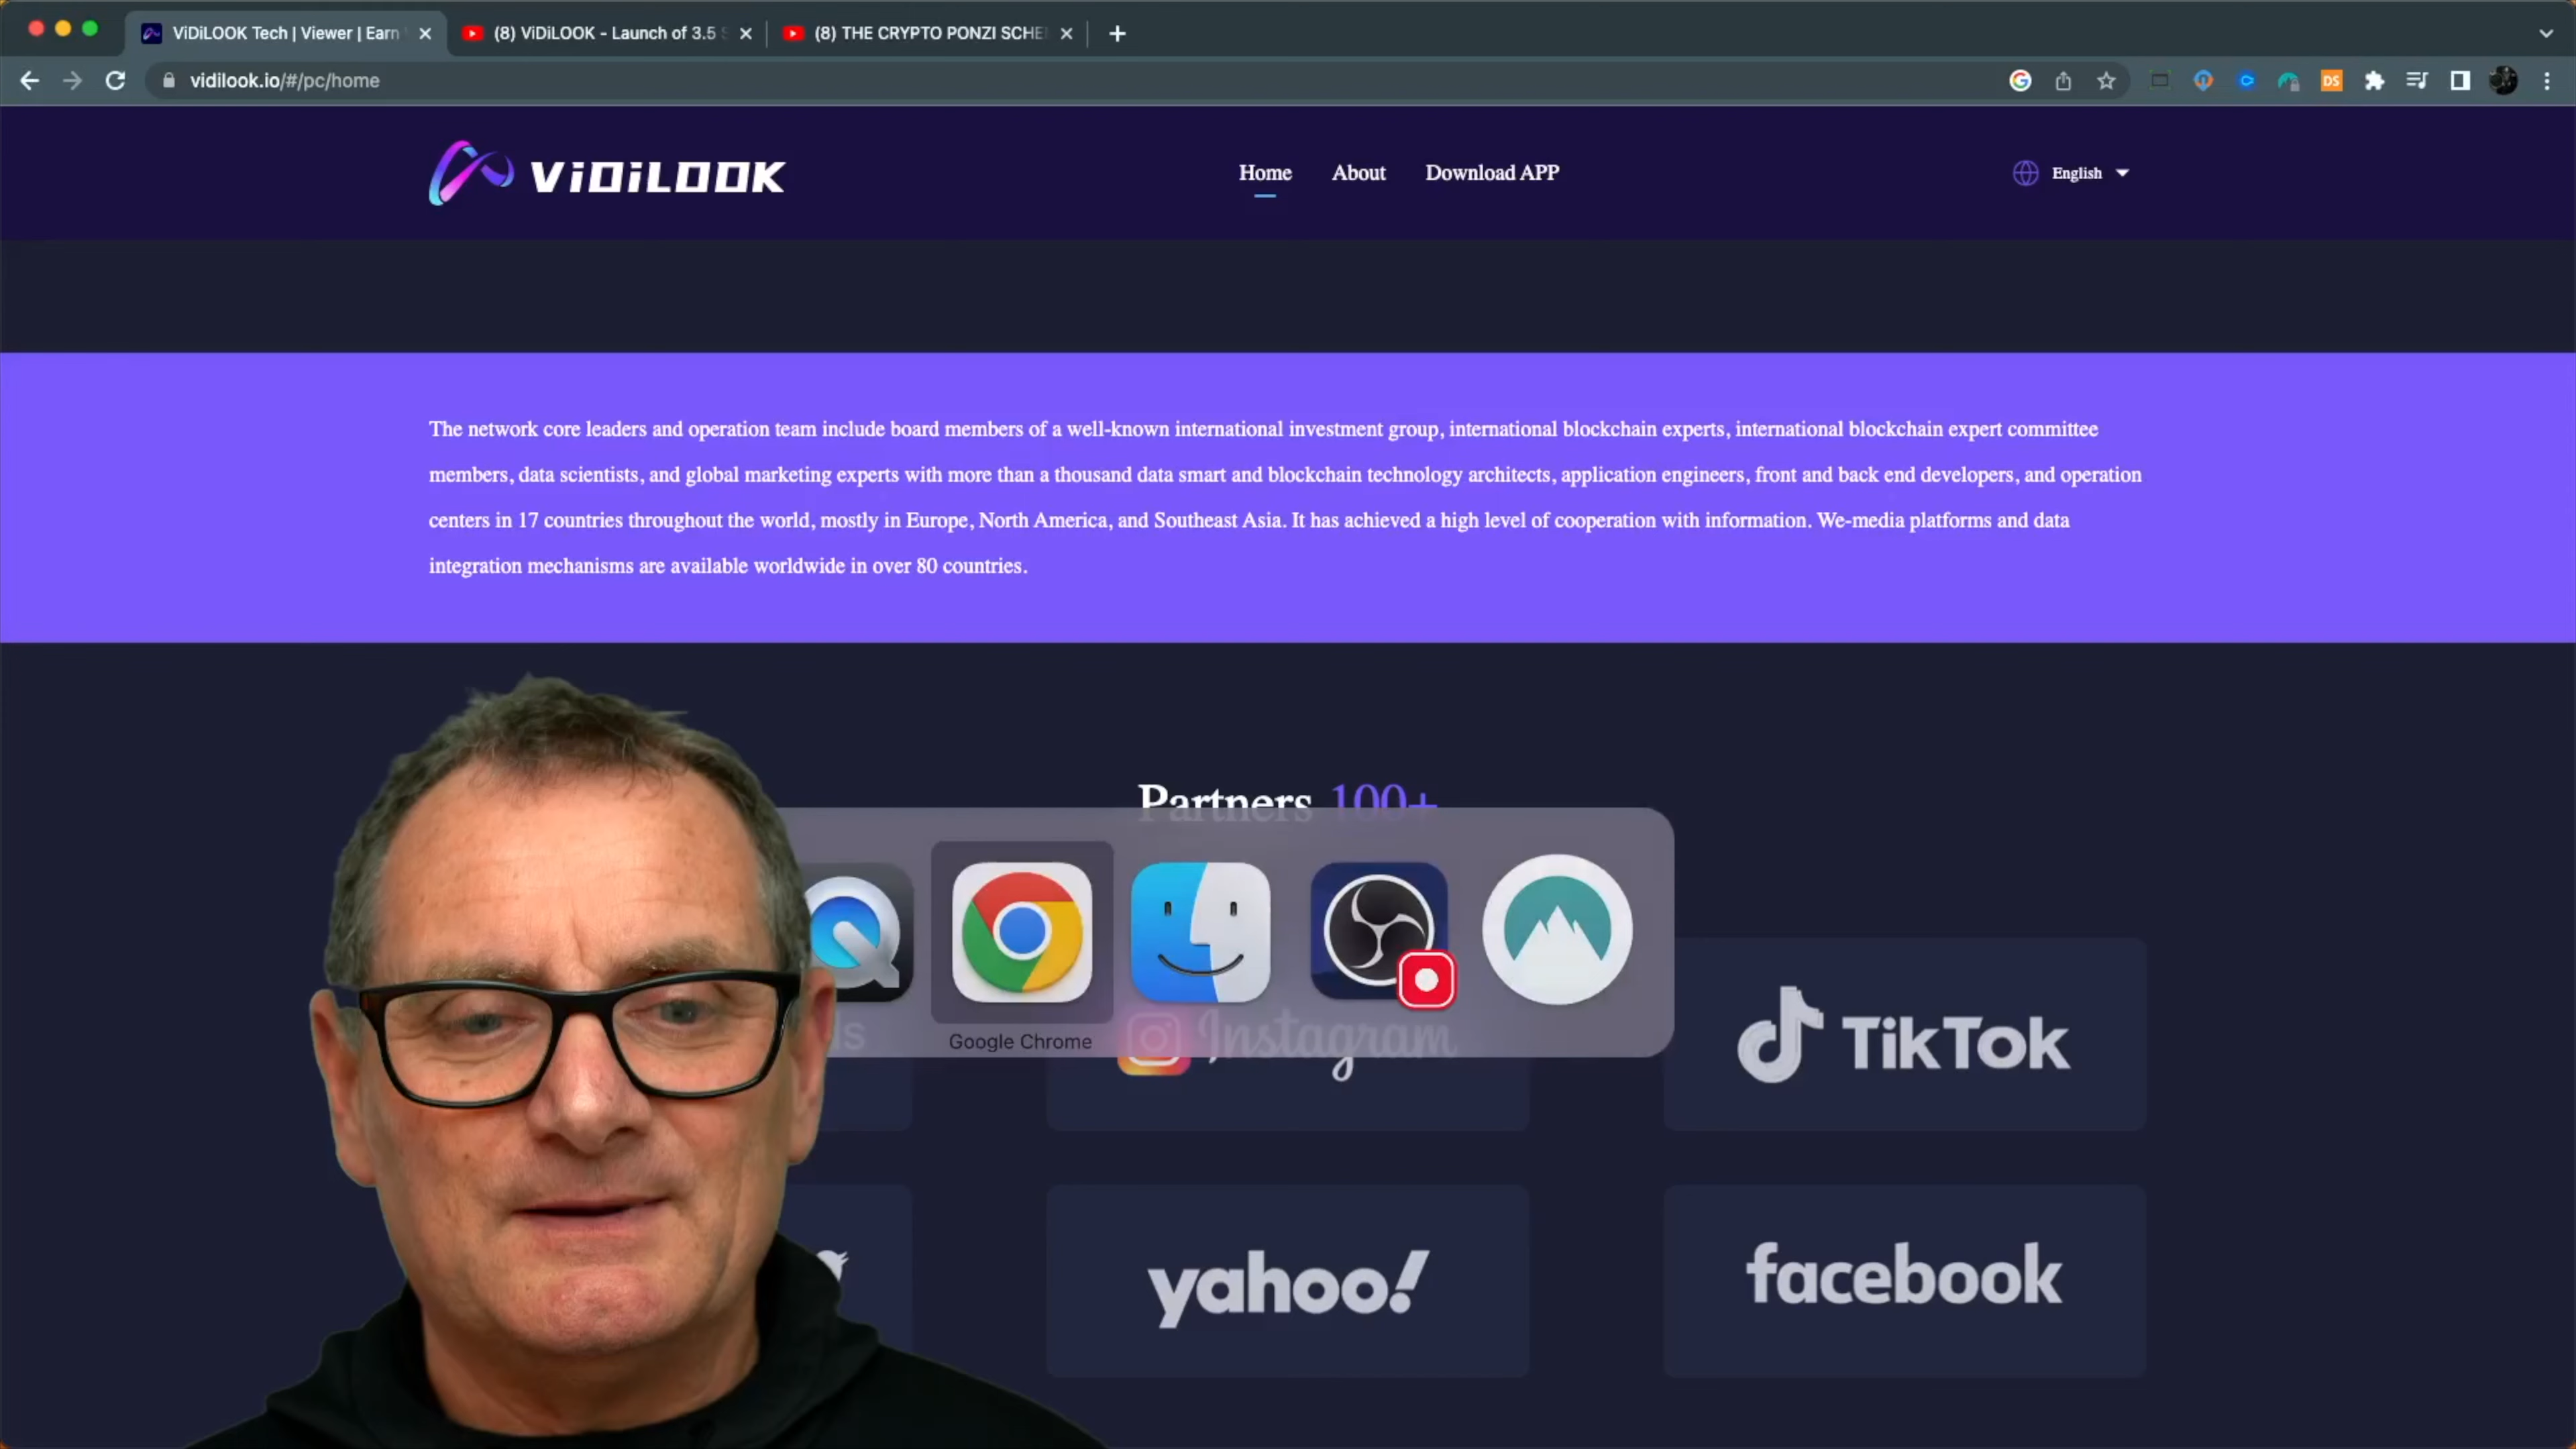 ViDiLOOK Tech | Viewer | Earn
(8) ViDiLOOK - Launch of 3.5 S
(8) THE CRYPTO PONZI SCHE
vidilook.io/#/pc/home
DS
ViDiLOOK
Home
About
Download APP
English
The network core leaders and operation team include board members of a well-known international investment group, international blockchain experts, international blockchain expert committee
members, data scientists, and global marketing experts with more than a thousand data smart and blockchain technology architects, application engineers, front and back end developers, and operation
centers in 17 countries throughout the world, mostly in Europe, North America, and Southeast Asia. It has achieved a high level of cooperation with information. We-media platforms and data
integration mechanisms are available worldwide in over 80 countries.
Partners 100+
Google Chrome
Instagram
TikTok
yahoo!
facebook